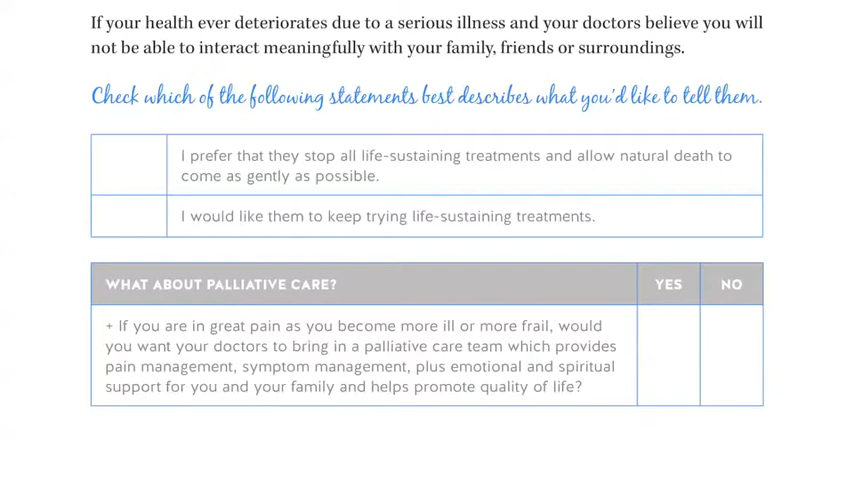 If your health ever deteriorates due to a serious illness and your doctors believe you will
not be able to interact meaningfully with your family, friends or surroundings.
Check which of the following statements best describes what you'd like to tell them.
I prefer that they stop all life-sustaining treatments and allow natural death to
come as gently as possible.
I would like them to keep trying life-sustaining treatments.
WHAT ABOUT PALLIATIVE CARE? YES NO
+ If you are in great pain as you become more ill or more frail, would
you want your doctors to bring in a palliative care team which provides
pain management, symptom management, plus emotional and spiritual
support for you and your family and helps promote quality of life?